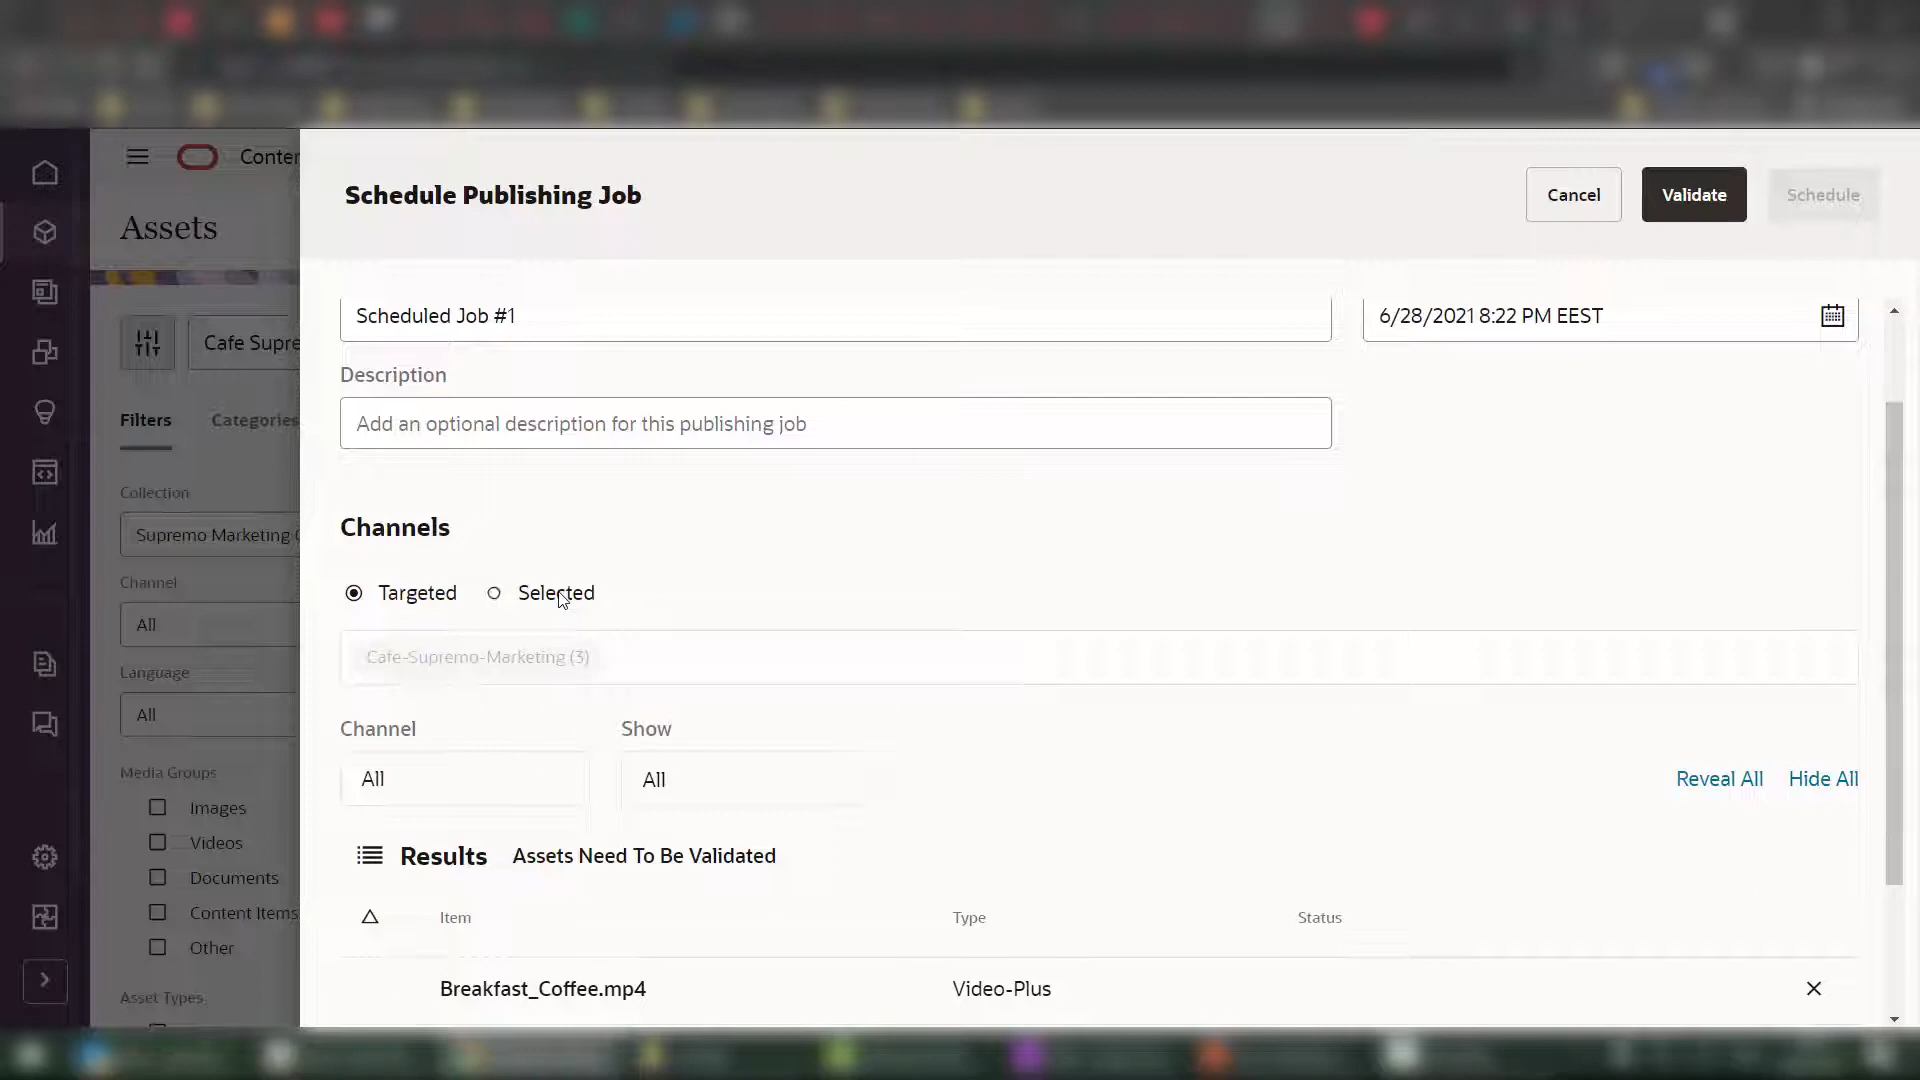 Conten
Schedule Publishing Job
Cancel
Validate
Schedule
Assets
Scheduled Job #1
6/28/2021 8:22 PM EEST
Cafe Supre
Description
Add an optional description for this publishing job
Filters
Categories
Collection
Supremo Marketing
Channels
Channel
Targeted
Selected
All
Cafe-Supremo-Marketing (3)
Language
All
Channel
Show
Media Groups
All
All
Reveal All
Hide All
Images
Videos
Results
Assets Need To Be Validated
Documents
Content Items
Item
Type
Status
Other
Breakfast_Coffee.mp4
Video-Plus
Asset Types